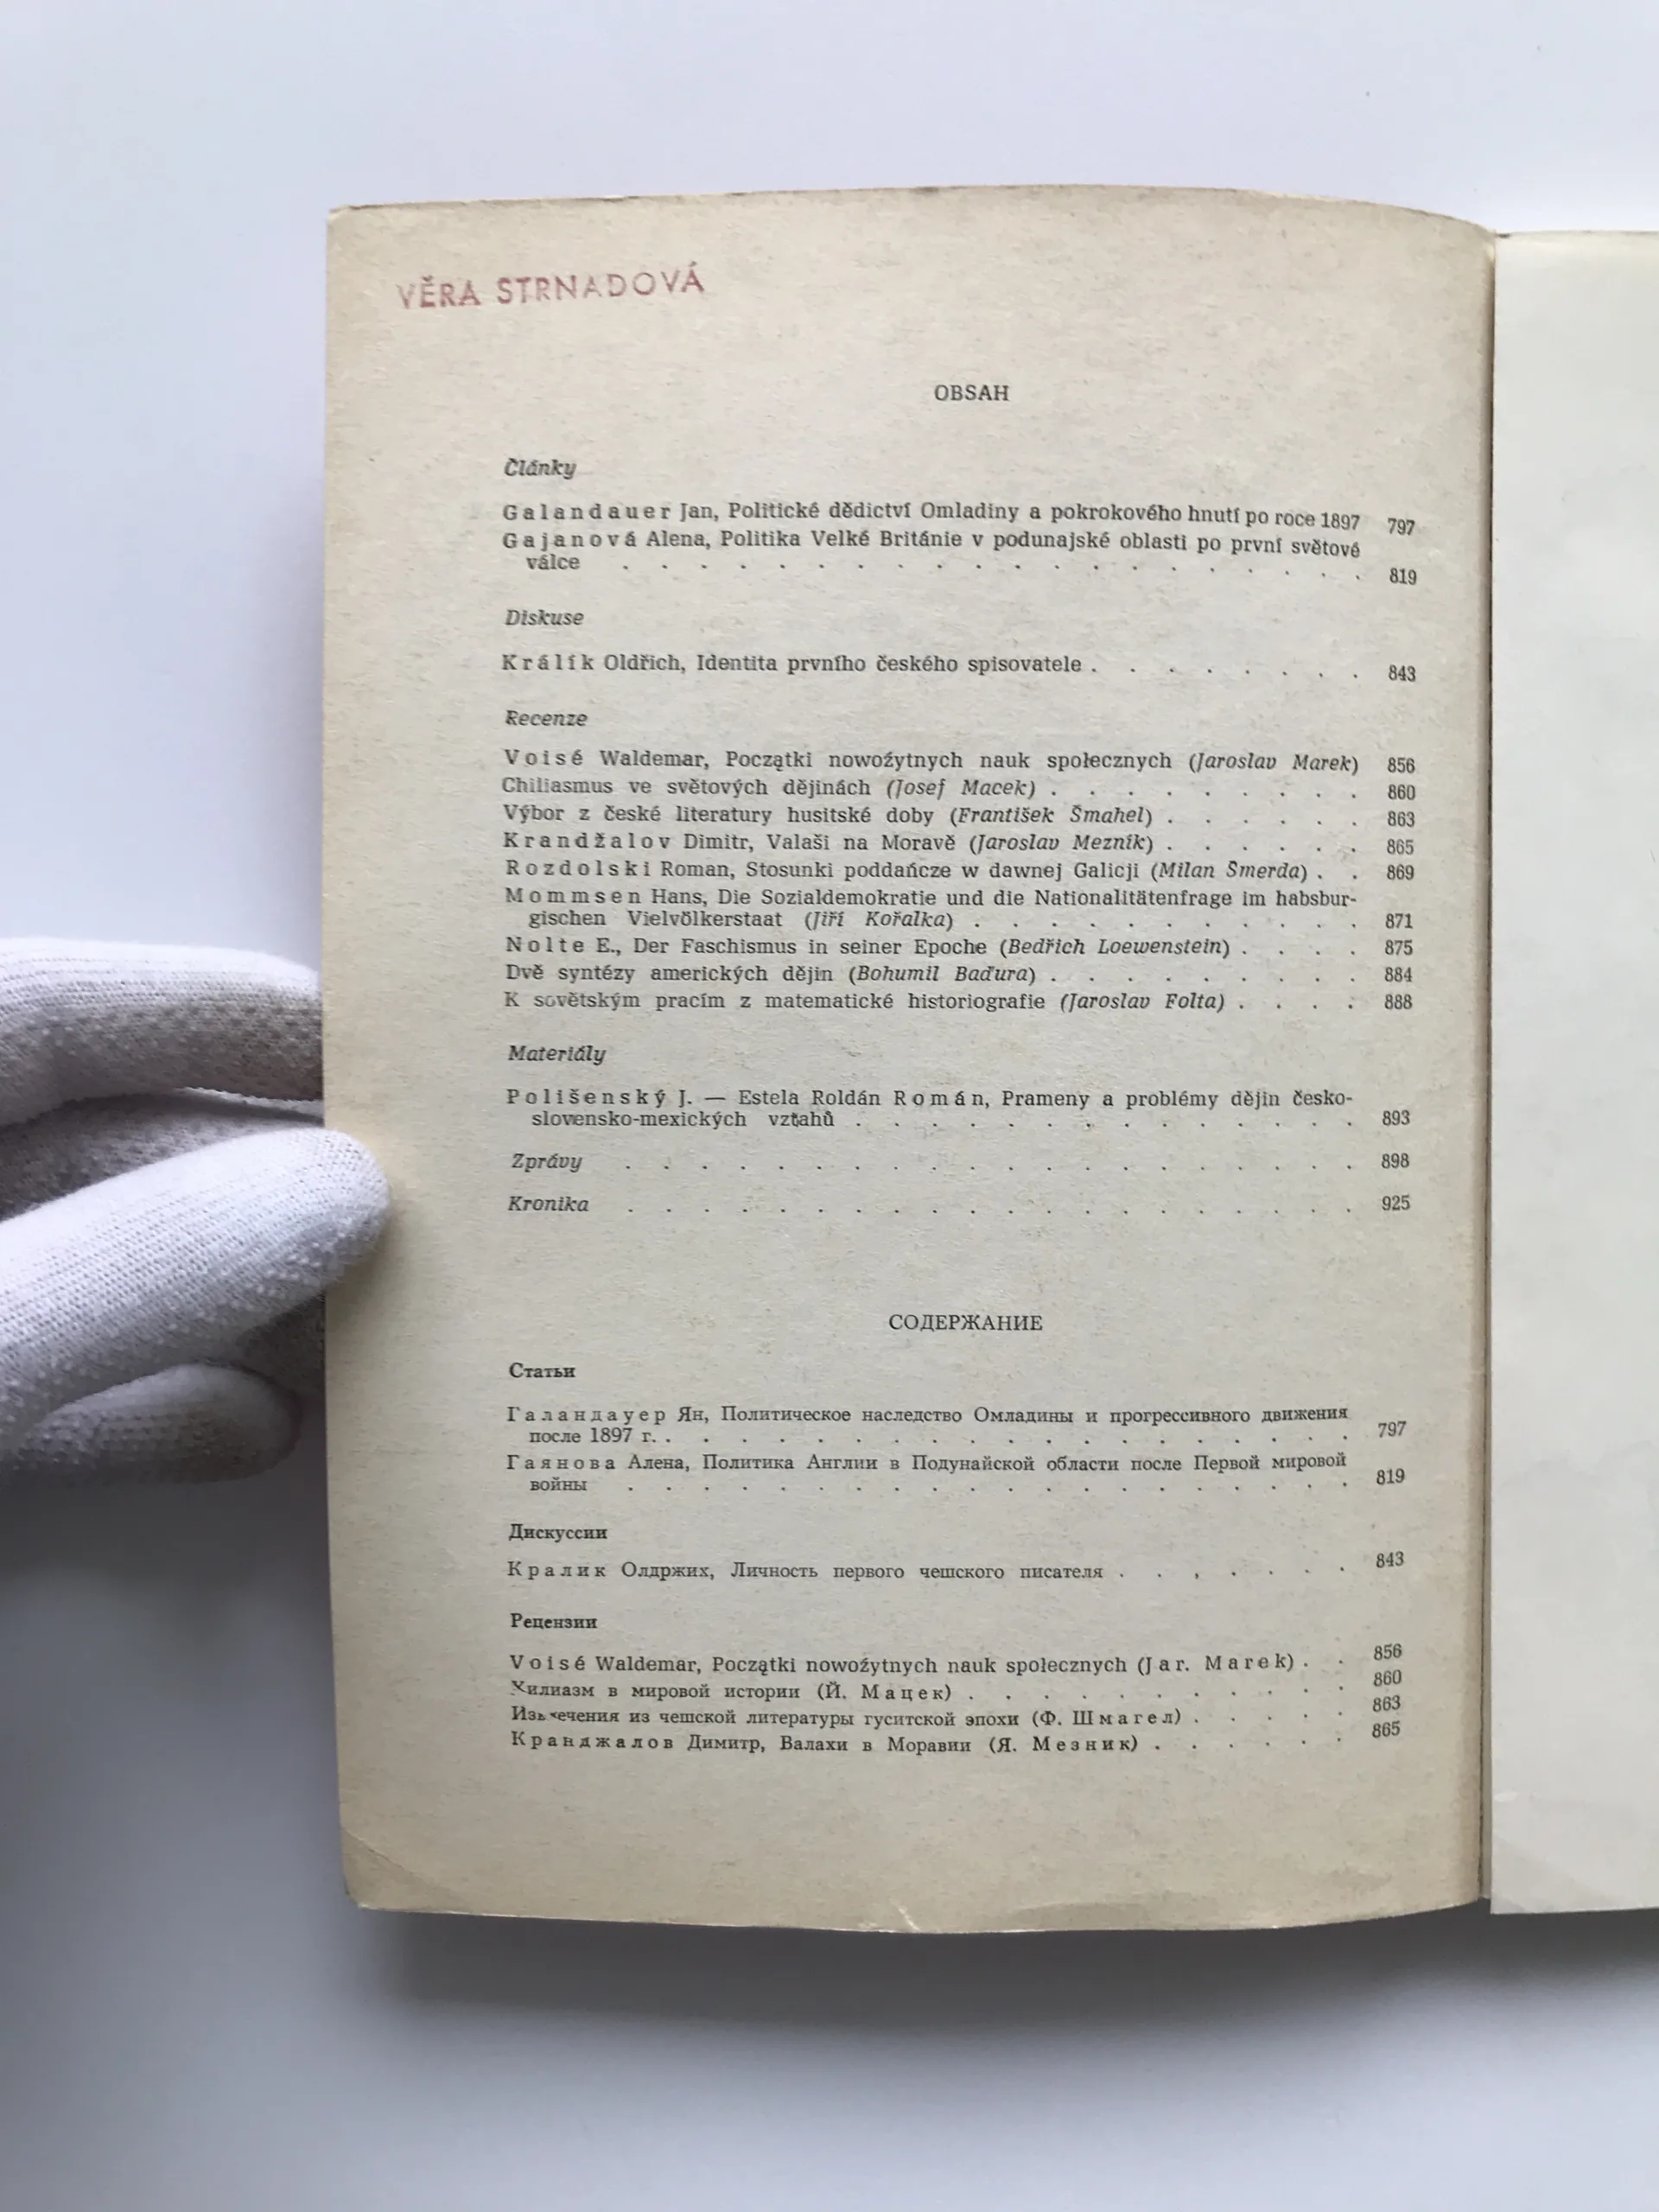 VĚRA STRNADOVÁ
OBSAH
Články
Galandauer Jan, Politické dědictví Omladiny a pokrokového hnutí po roce 1897 797
Gajanová Alena, Politika Velké Británie v podunajské oblasti po první světové
válce . . . . . . . . . . . . . . . . . . . 819
Diskuse
Králík Oldřich, Identita prvního českého spisovatele . . . . . . . . 843
Recenze
Voisé Waldemar, Początki nowoźytnych nauk społecznych (Jaroslav Marek) 856
Chiliasmus ve světových dějinách (Josef Macek) . . . . . . . . . 860
Výbor z české literatury husitské doby (František Šmahel) . . . . . . 863
Krandžalov Dimitr, Valaši na Moravě (Jaroslav Mezník) . . . . . . 865
Rozdolski Roman, Stosunki poddańcze w dawnej Galicji (Milan Šmerda) . . 869
Mommsen Hans, Die Sozialdemokratie und die Nationalitätenfrage im habsbur-
gischen Vielvölkerstaat (Jiří Kořalka) . . . . . . . . . . . 871
Nolte E., Der Faschismus in seiner Epoche (Bedřich Loewenstein) . . . . 875
Dvě syntézy amerických dějin (Bohumil Baďura) . . . . . . . . . 884
K sovětským pracím z matematické historiografie (Jaroslav Folta) . . . . 888
Materiály
Polišenský J. — Estela Roldán Román, Prameny a problémy dějin česko-
slovensko-mexických vztahů . . . . . . . . . . . . . . 893
Zprávy . . . . . . . . . . . . . . . . . . . . 898
Kronika . . . . . . . . . . . . . . . . . . . . 925
СОДЕРЖАНИЕ
Статьи
Галандауер Ян, Политическое наследство Омладины и прогрессивного движения
после 1897 г. . . . . . . . . . . . . . . . . . . . 797
Гаянова Алена, Политика Англии в Подунайской области после Первой мировой
войны . . . . . . . . . . . . . . . . . . . . 819
Дискуссии
Кралик Олдржих, Личность первого чешского писателя . . . . . . . 843
Рецензии
Voisé Waldemar, Początki nowoźytnych nauk społecznych (Jar. Marek) . . 856
Хилиазм в мировой истории (Й. Мацек) . . . . . . . . . . . 860
из чешской литературы гуситской эпохи (Ф. Шмагел) . . . . . 863
Кранджалов Димитр, Валахи в Моравии (Я. Мезник) . . . . . . 865